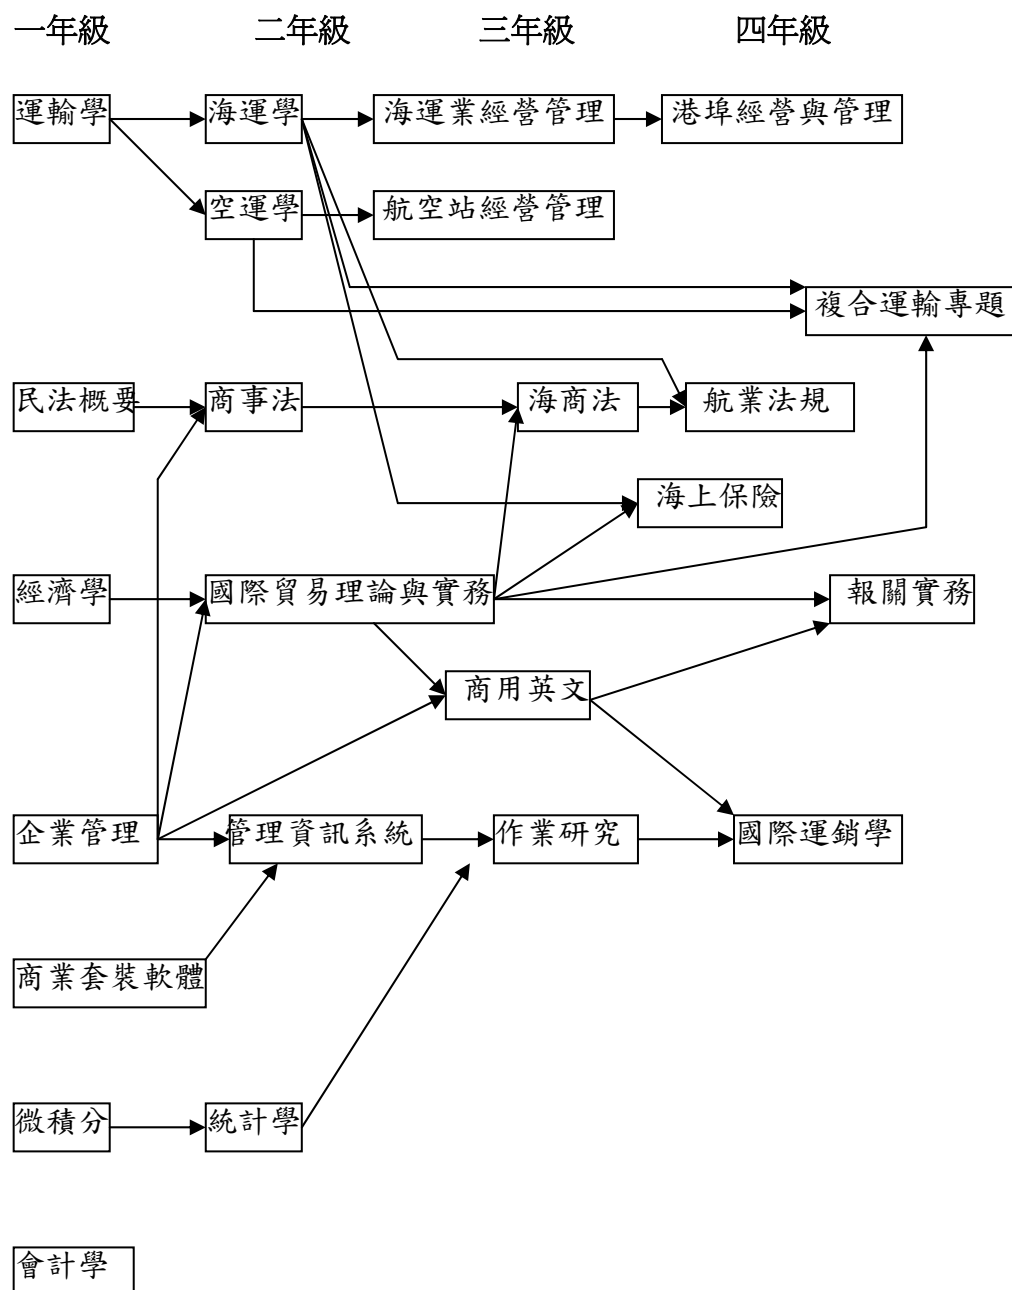 一年級 二年級 三年級 四年級
運輸學 海運學 海運業經營管理 港埠經營與管理
空運學 航空站經營管理
複合運輸專題
民法概要 商事法 海商法 航業法規
海上保險
經濟學 國際貿易理論與實務 報關實務
商用英文
企業管理 管理資訊系統 作業研究 國際運銷學
商業套裝軟體
微積分 統計學
會計學